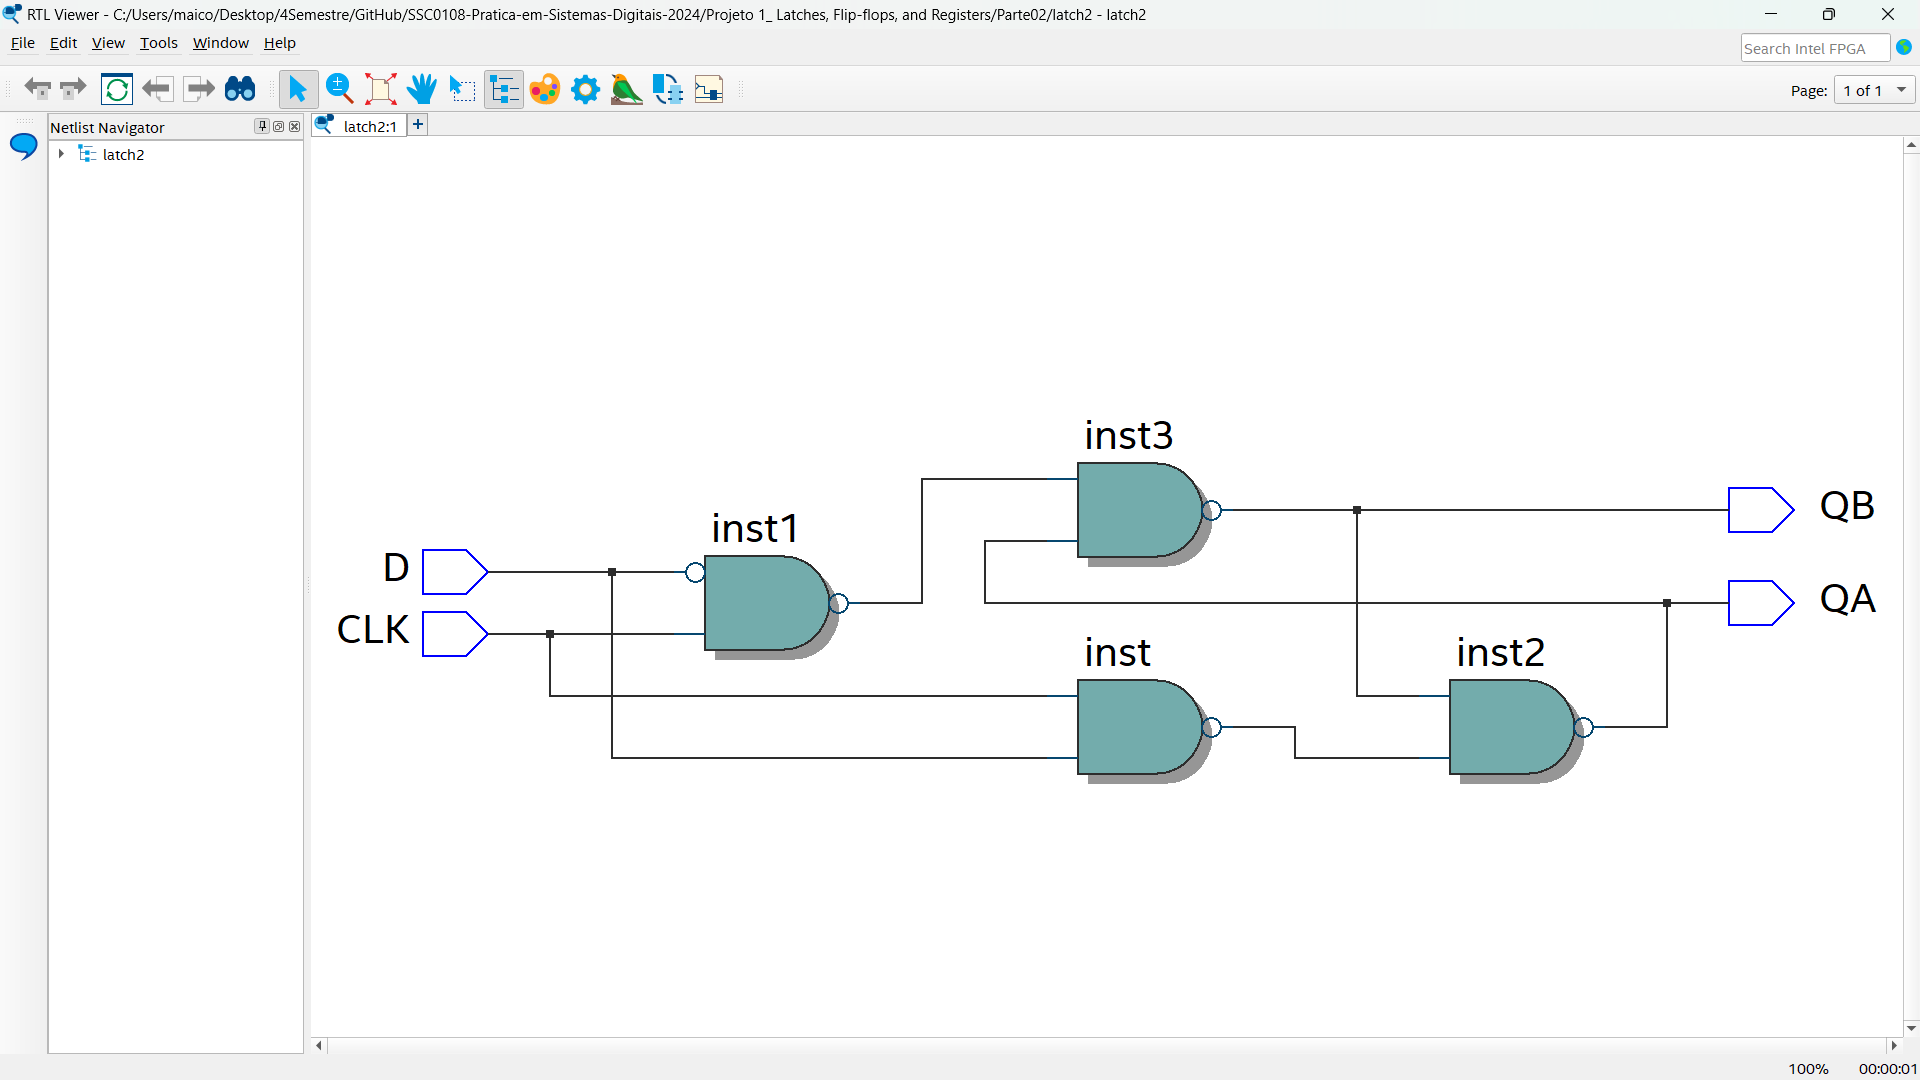 RTL Viewer - C:/Users/maico/Desktop/4Semestre/GitHub/SSC0108-Pratica-em-Sistemas-Digitais-2024/Projeto 1_ Latches, Flip-flops, and Registers/Parte02/latch2 - latch2
File Edit View Tools Window Help
Search Intel FPGA
Page: 1 of 1
Netlist Navigator
latch2:1
latch2
inst3
QB
inst1
D
QA
CLK
inst
inst2
100% 00:00:01